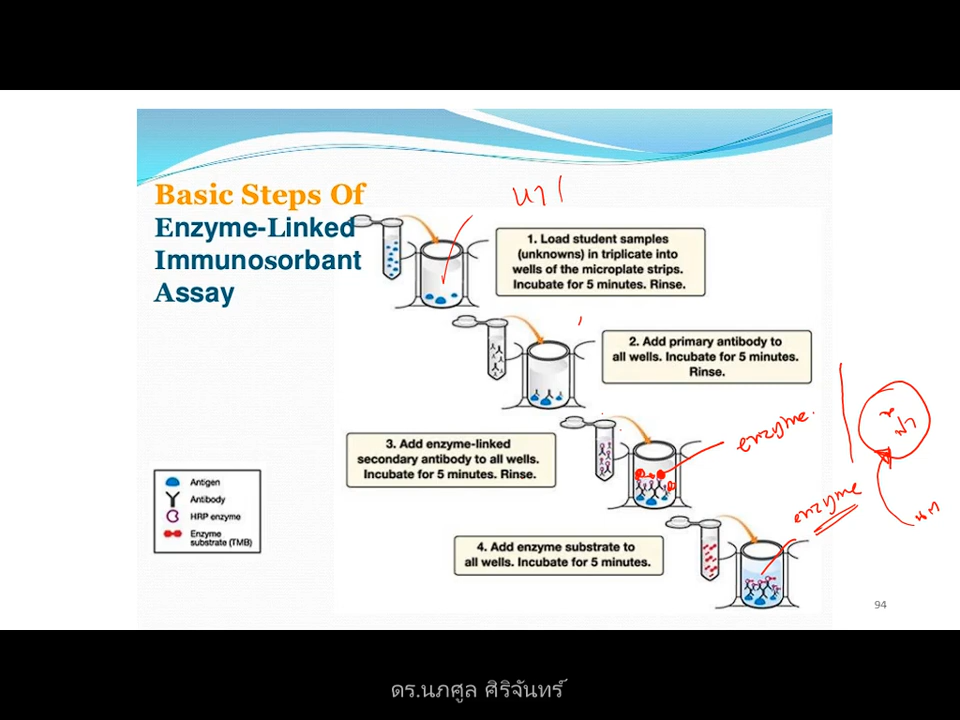 Basic Steps Of
Enzyme-Linked
Immunosorbant
Assay
1. Load student samples
(unknowns) in triplicate into
wells of the microplate strips.
Incubate for 5 minutes. Rinse.
2. Add primary antibody to
all wells. Incubate for 5 minutes.
Rinse.
enzyme.
3. Add enzyme-linked
secondary antibody to all wells.
Incubate for 5 minutes. Rinse.
Antigen
Antibody
HRP enzyme
Enzyme
substrate (TMB)
enzyme
4. Add enzyme substrate to
all wells. Incubate for 5 minutes.
94
ดร.นภศูล ศิริจันทร์